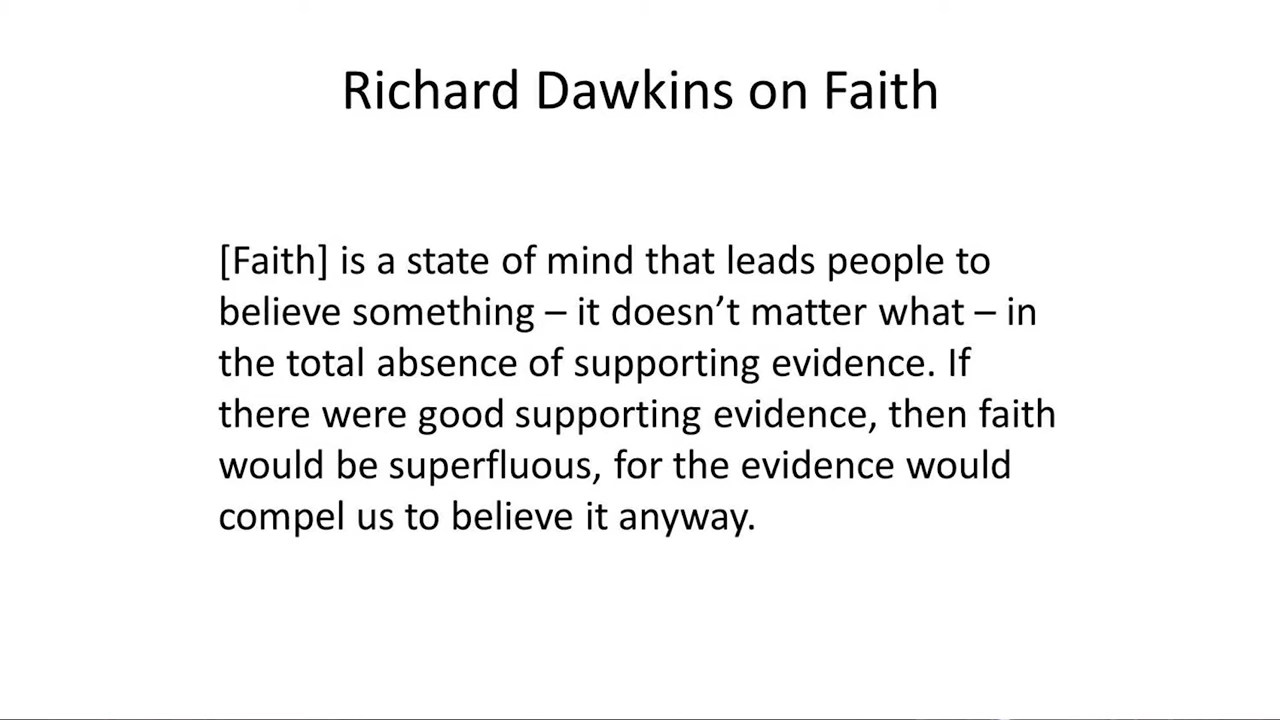 Richard Dawkins on Faith
[Faith] is a state of mind that leads people to
believe something – it doesn’t matter what – in
the total absence of supporting evidence. If
there were good supporting evidence, then faith
would be superfluous, for the evidence would
compel us to believe it anyway.